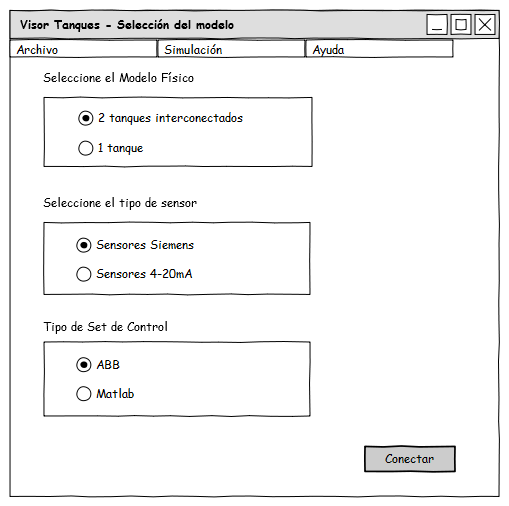 Visor Tanques - Selección del modelo
Archivo Simulación Ayuda
Seleccione el Modelo Físico
2 tanques interconectados
1 tanque
Seleccione el tipo de sensor
Sensores Siemens
Sensores 4-20mA
Tipo de Set de Control
ABB
Matlab
Conectar